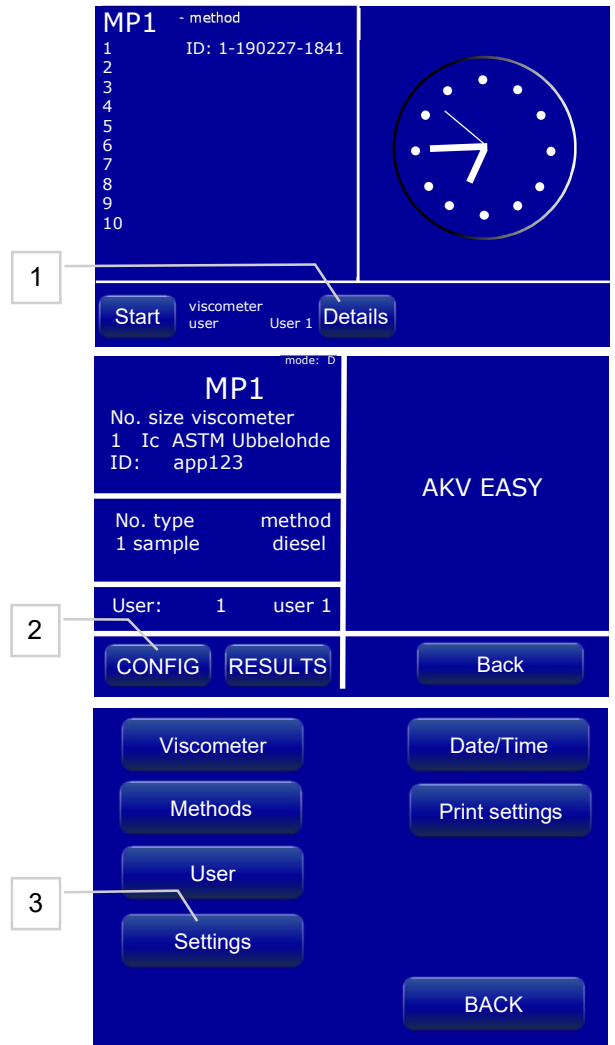 MP1 - method
1 ID: 1-190227-1841
2
3
4
5
6
7
8
9
10
1
Start
viscometer
user User 1
Details
mode: D
MP1
No. size viscometer
1 Ic ASTM Ubbelohde
ID: app123
AKV EASY
No. type method
1 sample diesel
User: 1 user 1
2
CONFIG RESULTS Back
Viscometer Date/Time
Methods Print settings
User
3
Settings
BACK